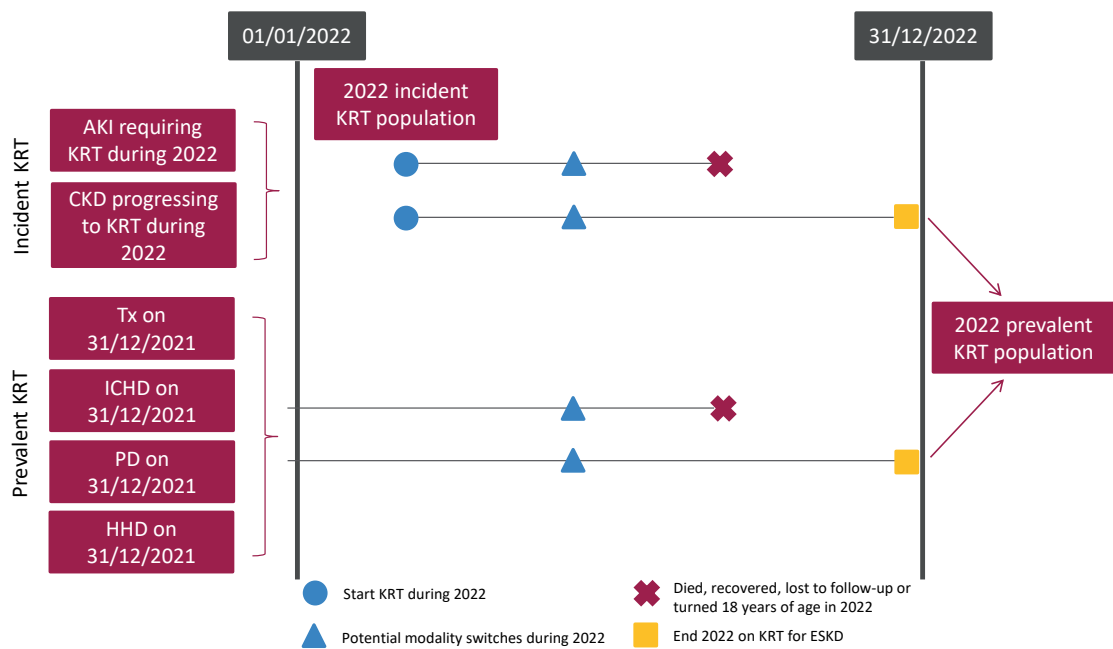 01/01/2022
31/12/2022
2022 incident
KRT population
Incident KRT
AKI requiring
KRT during 2022
CKD progressing
to KRT during
2022
Prevalent KRT
Tx on
31/12/2021
ICHD on
31/12/2021
PD on
31/12/2021
HHD on
31/12/2021
2022 prevalent
KRT population
Start KRT during 2022
Potential modality switches during 2022
Died, recovered, lost to follow-up or
turned 18 years of age in 2022
End 2022 on KRT for ESKD